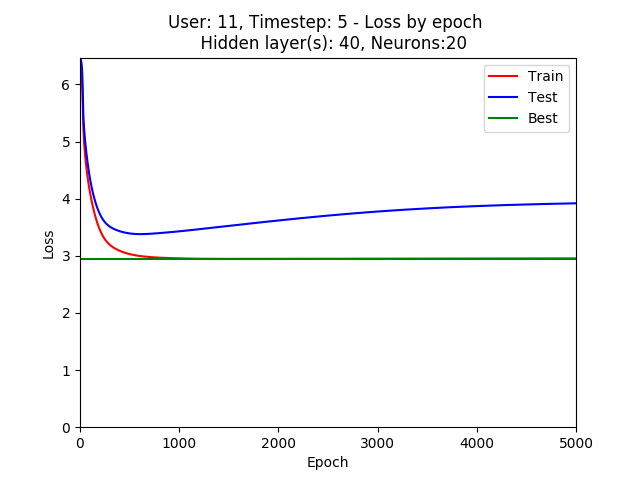 User: 11, Timestep: 5 - Loss by epoch
Hidden layer(s): 40, Neurons:20
Train
Test
Best
Loss
6
5
4
3
2
1
0
0
1000
2000
3000
4000
5000
Epoch